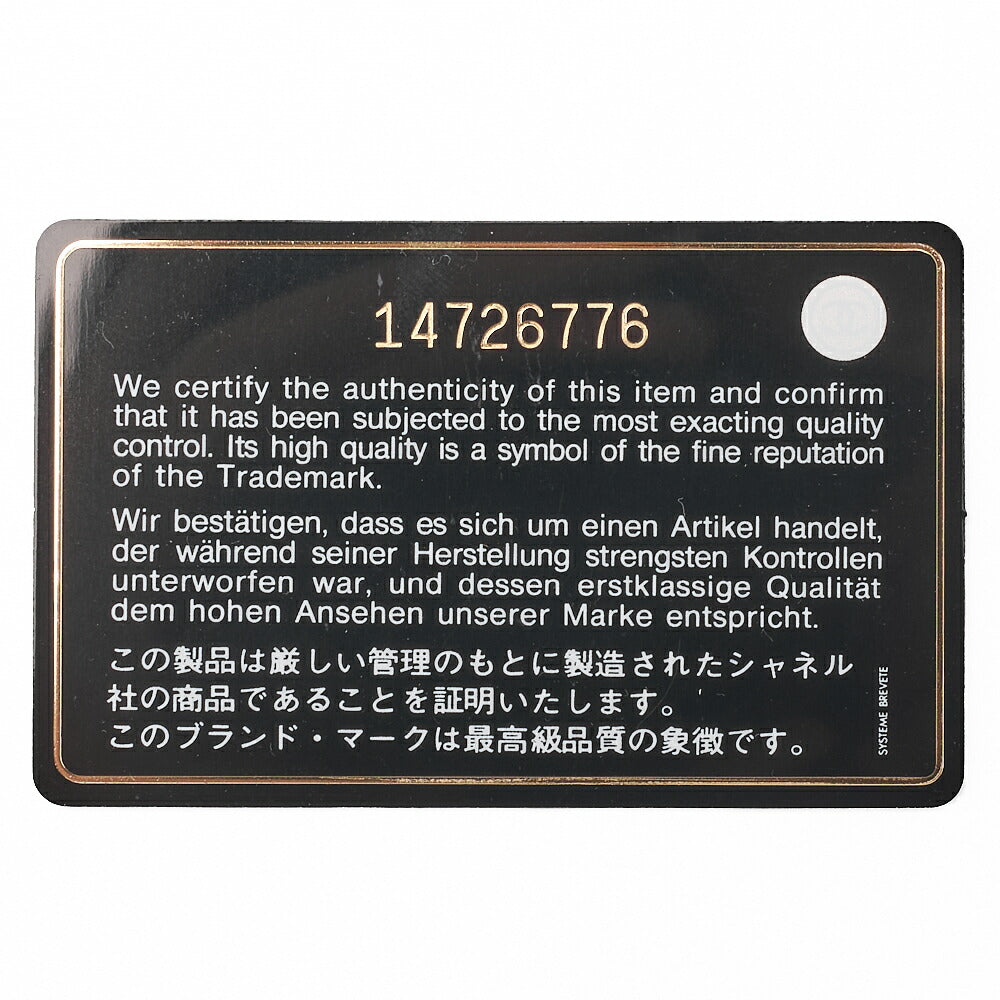 14726776
We certify the authenticity of this item and confirm
that it has been subjected to the most exacting quality
control. Its high quality is a symbol of the fine reputation
of the Trademark.
Wir bestätigen, dass es sich um einen Artikel handelt,
der während seiner Herstellung strengsten Kontrollen
unterworfen war, und dessen erstklassige Qualität
dem hohen Ansehen unserer Marke entspricht.
この製品は厳しい管理のもとに製造されたシャネル
社の商品であることを証明いたします。
このブランド・マークは最高級品質の象徴です。
SYSTEME BREVETE